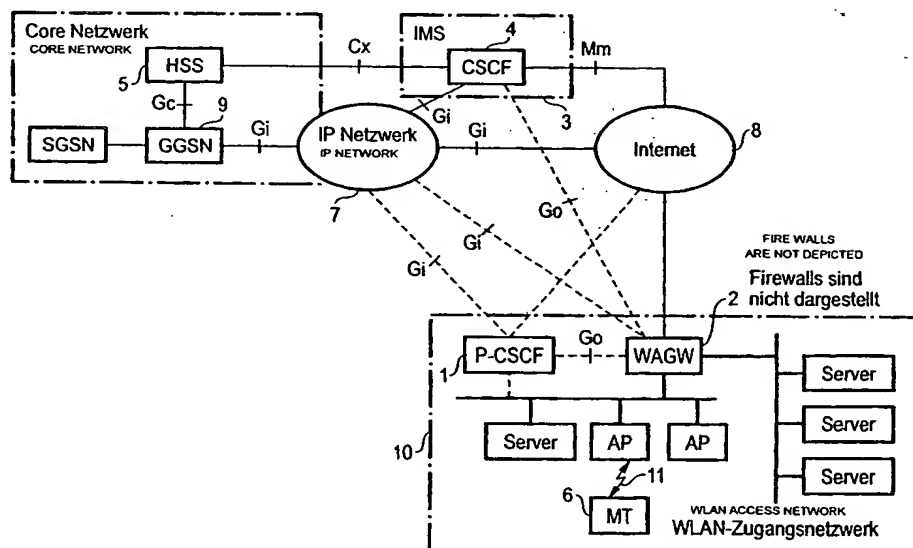 Core Netzwerk
CORE NETWORK
HSS
5
Gc
9
SGSN
GGSN
Gi
Cx
IMS
4
CSCF
Mm
3
Gi
IP Netzwerk
IP NETWORK
7
Gi
Internet
8
Go
Gi
Gi
FIRE WALLS
ARE NOT DEPICTED
Firewalls sind
nicht dargestellt
2
P-CSCF
1
Go
WAGW
Server
Server
Server
Server
AP
AP
10
11
6
MT
WLAN ACCESS NETWORK
WLAN-Zugangsnetzwerk